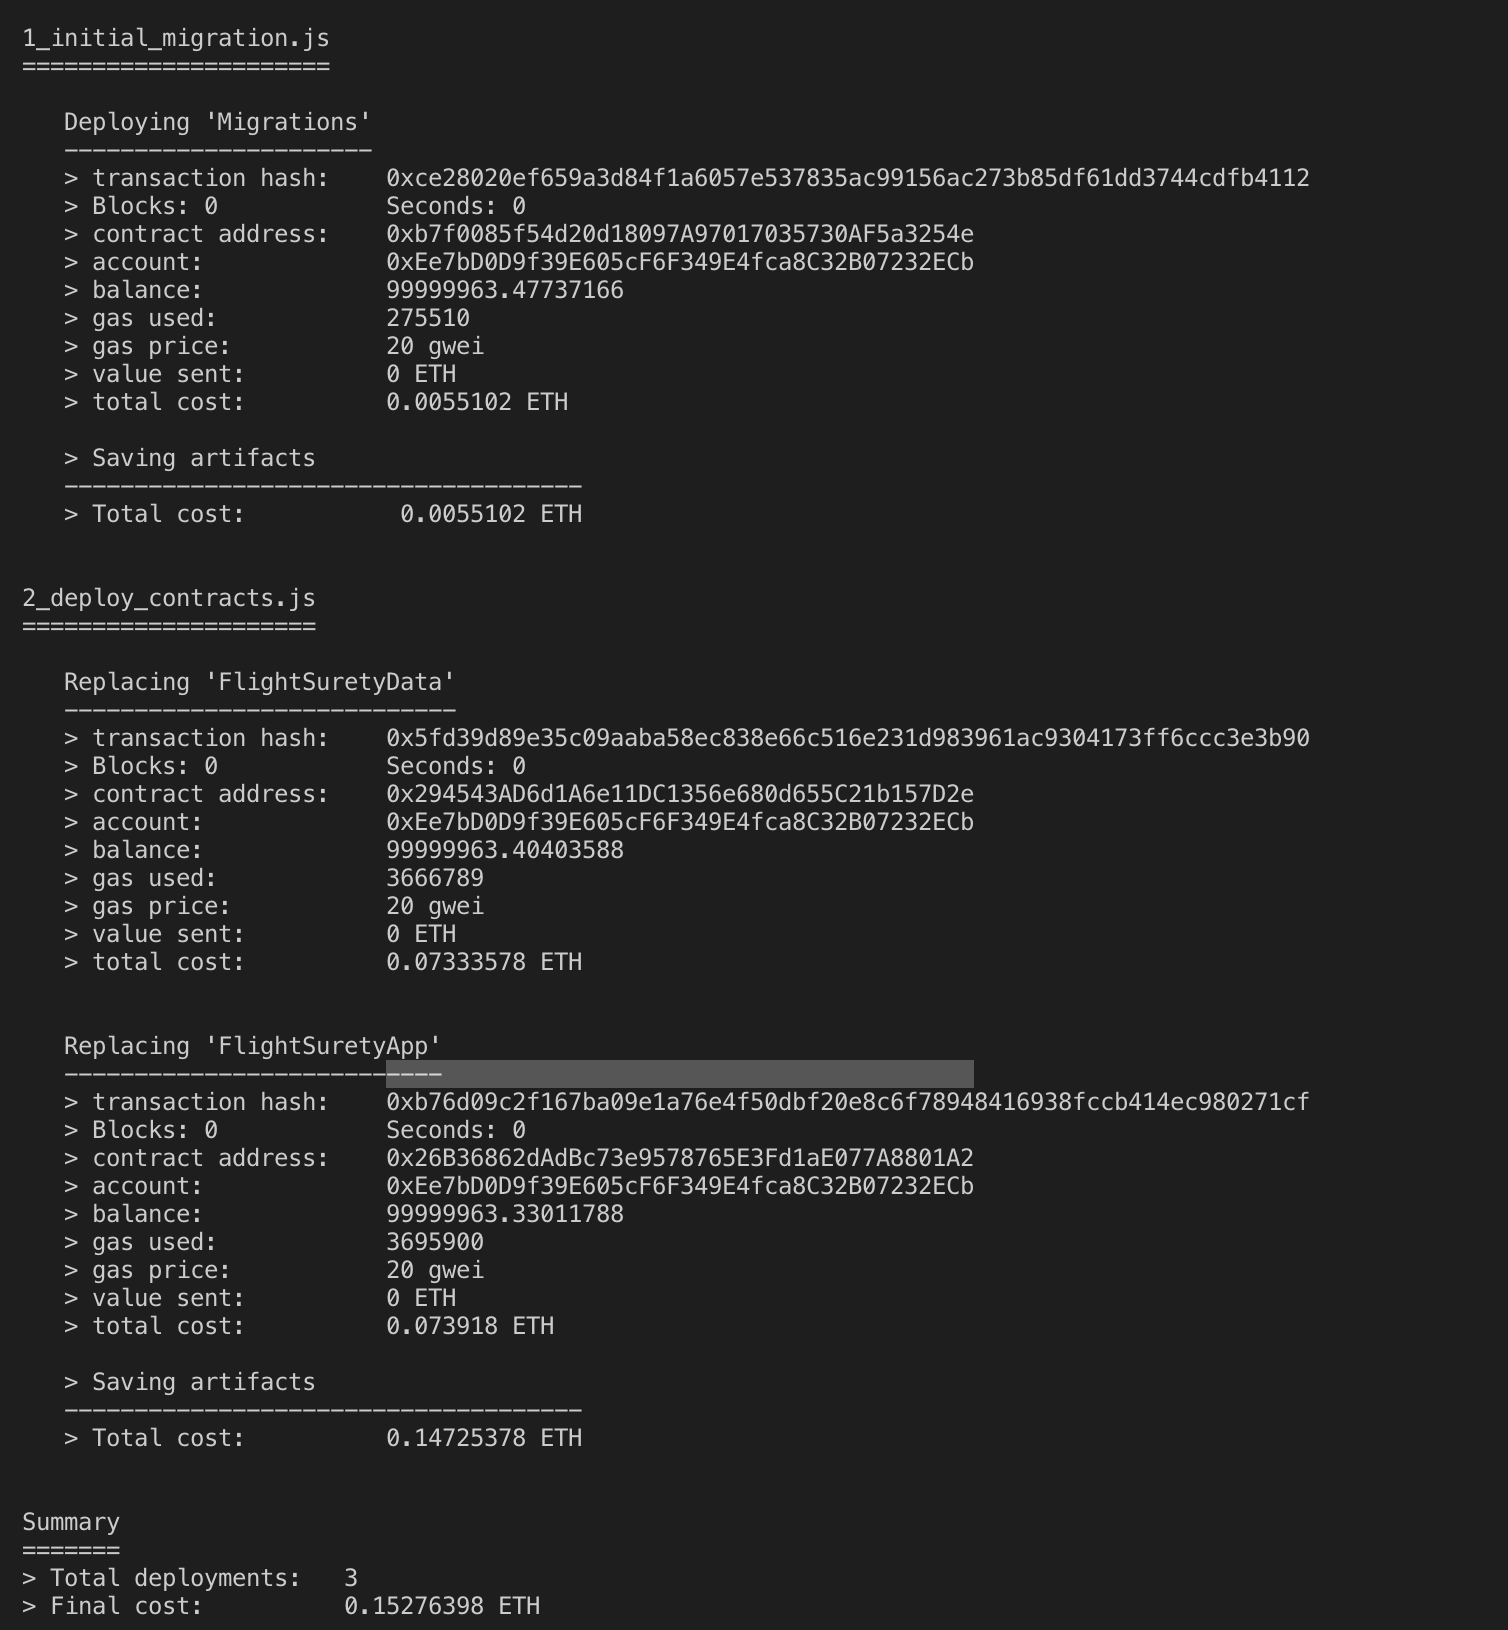 1_initial_migration.js
======================
Deploying 'Migrations'
----------------------
> transaction hash:    0xce28020ef659a3d84f1a6057e537835ac99156ac273b85df61dd3744cdfb4112
> Blocks: 0            Seconds: 0
> contract address:    0xb7f0085f54d20d18097A97017035730AF5a3254e
> account:             0xEe7bD0D9f39E605cF6F349E4fca8C32B07232ECb
> balance:             99999963.47737166
> gas used:            275510
> gas price:           20 gwei
> value sent:          0 ETH
> total cost:          0.0055102 ETH
> Saving artifacts
-------------------------------------
> Total cost:           0.0055102 ETH
2_deploy_contracts.js
=====================
Replacing 'FlightSuretyData'
----------------------------
> transaction hash:    0x5fd39d89e35c09aaba58ec838e66c516e231d983961ac9304173ff6ccc3e3b90
> Blocks: 0            Seconds: 0
> contract address:    0x294543AD6d1A6e11DC1356e680d655C21b157D2e
> account:             0xEe7bD0D9f39E605cF6F349E4fca8C32B07232ECb
> balance:             99999963.40403588
> gas used:            3666789
> gas price:           20 gwei
> value sent:          0 ETH
> total cost:          0.07333578 ETH
Replacing 'FlightSuretyApp'
---------------------------
> transaction hash:    0xb76d09c2f167ba09e1a76e4f50dbf20e8c6f78948416938fccb414ec980271cf
> Blocks: 0            Seconds: 0
> contract address:    0x26B36862dAdBc73e9578765E3Fd1aE077A8801A2
> account:             0xEe7bD0D9f39E605cF6F349E4fca8C32B07232ECb
> balance:             99999963.33011788
> gas used:            3695900
> gas price:           20 gwei
> value sent:          0 ETH
> total cost:          0.073918 ETH
> Saving artifacts
-------------------------------------
> Total cost:          0.14725378 ETH
Summary
=======
> Total deployments:   3
> Final cost:          0.15276398 ETH